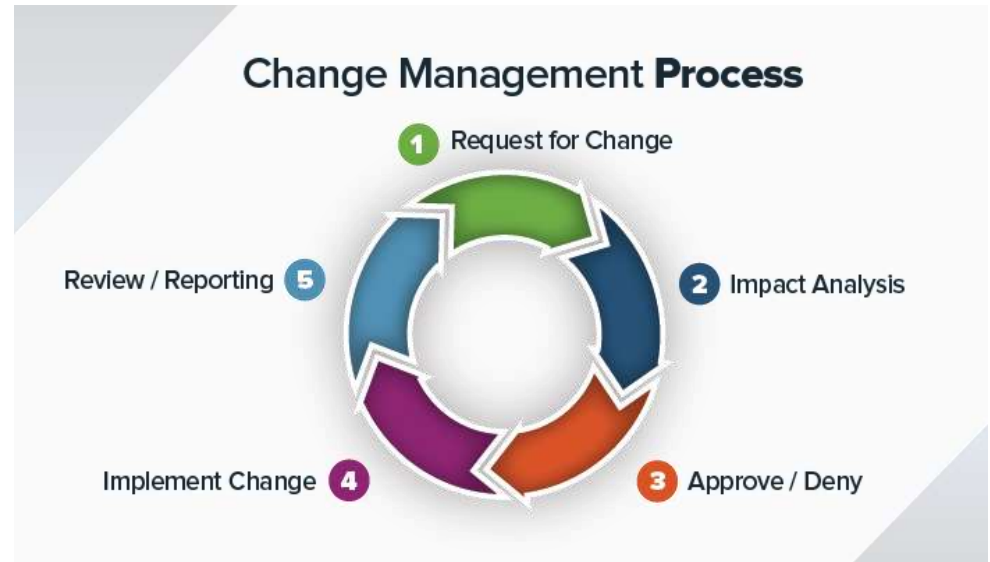 Change Management Process
1 Request for Change
2 Impact Analysis
3 Approve / Deny
4 Implement Change
5 Review / Reporting